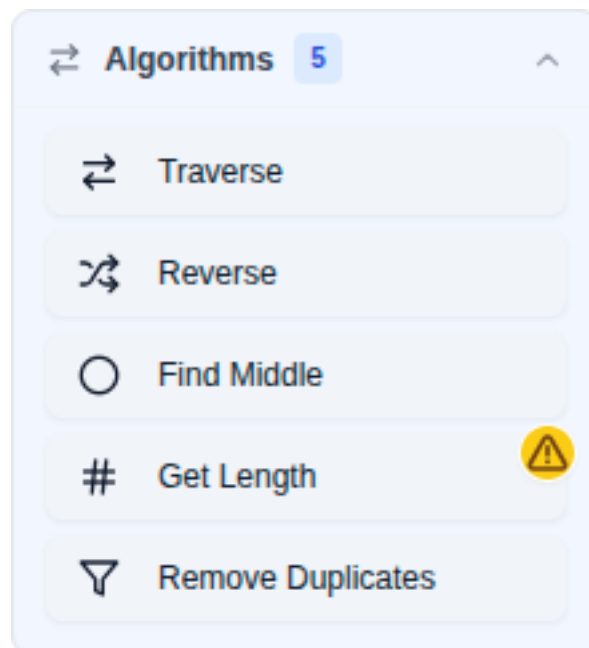 Algorithms 5
Traverse
Reverse
Find Middle
Get Length
Remove Duplicates